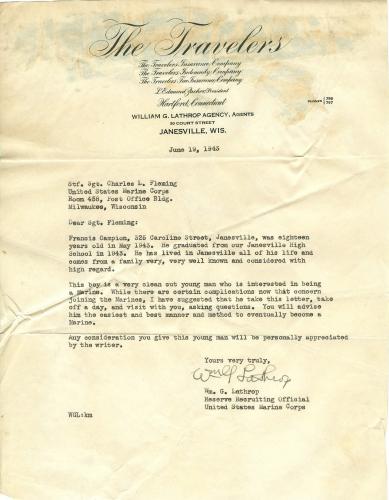 The Travelers
The Travelers Insurance Company
The Travelers Indemnity Company
The Travelers Fire Insurance Company
L. Edmund Zacher, President
Hartford, Connecticut
WILLIAM G. LATHROP AGENCY, AGENTS
20 COURT STREET
JANESVILLE, WIS.
June 19, 1943
Stf. Sgt. Charles L. Fleming
United States Marine Corps
Room 458, Post Office Bldg.
Milwaukee, Wisconsin
Dear Sgt. Fleming:
Francis Campion, 325 Caroline Street, Janesville, was eighteen
years old in May 1943. He graduated from our Janesville High
School in 1943. He has lived in Janesville all of his life and
comes from a family very, very well known and considered with
high regard.
This boy is a very clean cut young man who is interested in being
a Marine. While there are certain complications now that concern
joining the Marines, I have suggested that he take this letter, take
off a day, and visit with you, asking questions. You will advise
him the easiest and best manner and method to eventually become a
Marine.
Any consideration you give this young man will be personally appreciated
by the writer.
Yours very truly,
Wm G Lathrop
Wm. G. Lathrop
Reserve Recruiting Official
United States Marine Corps
WGL:km